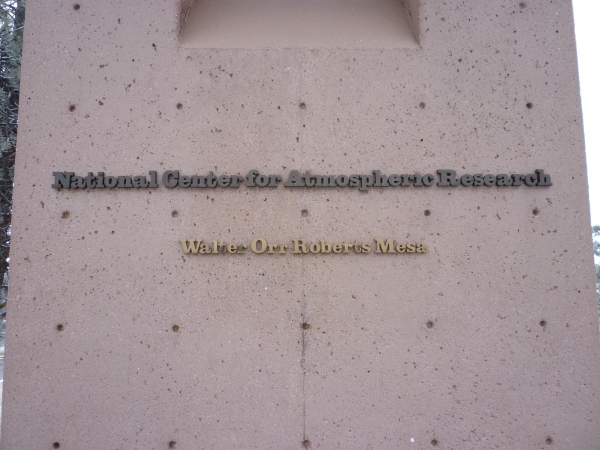 National Center for Atmospheric Research
Walter Orr Roberts Mesa